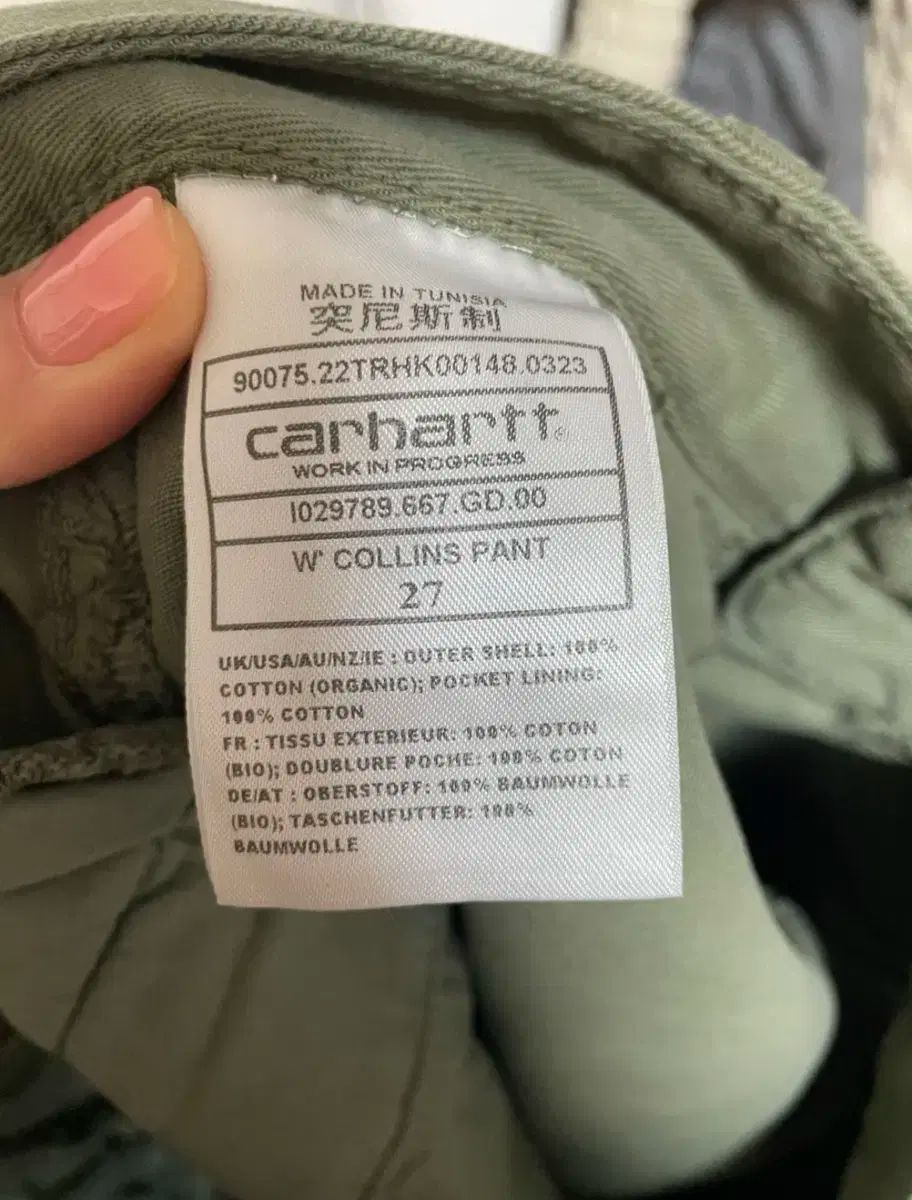 MADE IN TUNISIA
突尼斯制
90075.22TRHK00148.0323
carhartt®
WORK IN PROGRESS
I029789.667.GD.00
W' COLLINS PANT
27
UK/USA/AU/NZ/IE : OUTER SHELL: 100%
COTTON (ORGANIC); POCKET LINING:
100% COTTON
FR : TISSU EXTERIEUR: 100% COTON
(BIO); DOUBLURE POCHE: 100% COTON
DE/AT : OBERSTOFF: 100% BAUMWOLLE
(BIO); TASCHENFUTTER: 100%
BAUMWOLLE